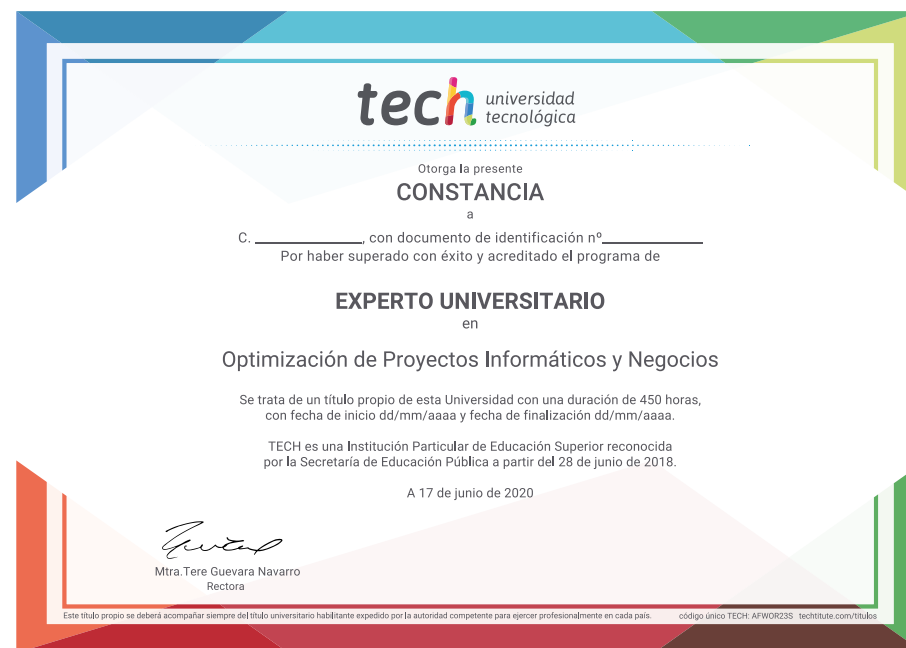 tech universidad
tecnológica
Otorga la presente
CONSTANCIA
a
C. ______________, con documento de identificación nº_____________
Por haber superado con éxito y acreditado el programa de
EXPERTO UNIVERSITARIO
en
Optimización de Proyectos Informáticos y Negocios
Se trata de un título propio de esta Universidad con una duración de 450 horas,
con fecha de inicio dd/mm/aaaa y fecha de finalización dd/mm/aaaa.
TECH es una Institución Particular de Educación Superior reconocida
por la Secretaría de Educación Pública a partir del 28 de junio de 2018.
A 17 de junio de 2020
Mtra.Tere Guevara Navarro
Rectora
Este título propio se deberá acompañar siempre del título universitario habilitante expedido por la autoridad competente para ejercer profesionalmente en cada país. código único TECH: AFWOR23S techtitute.com/títulos